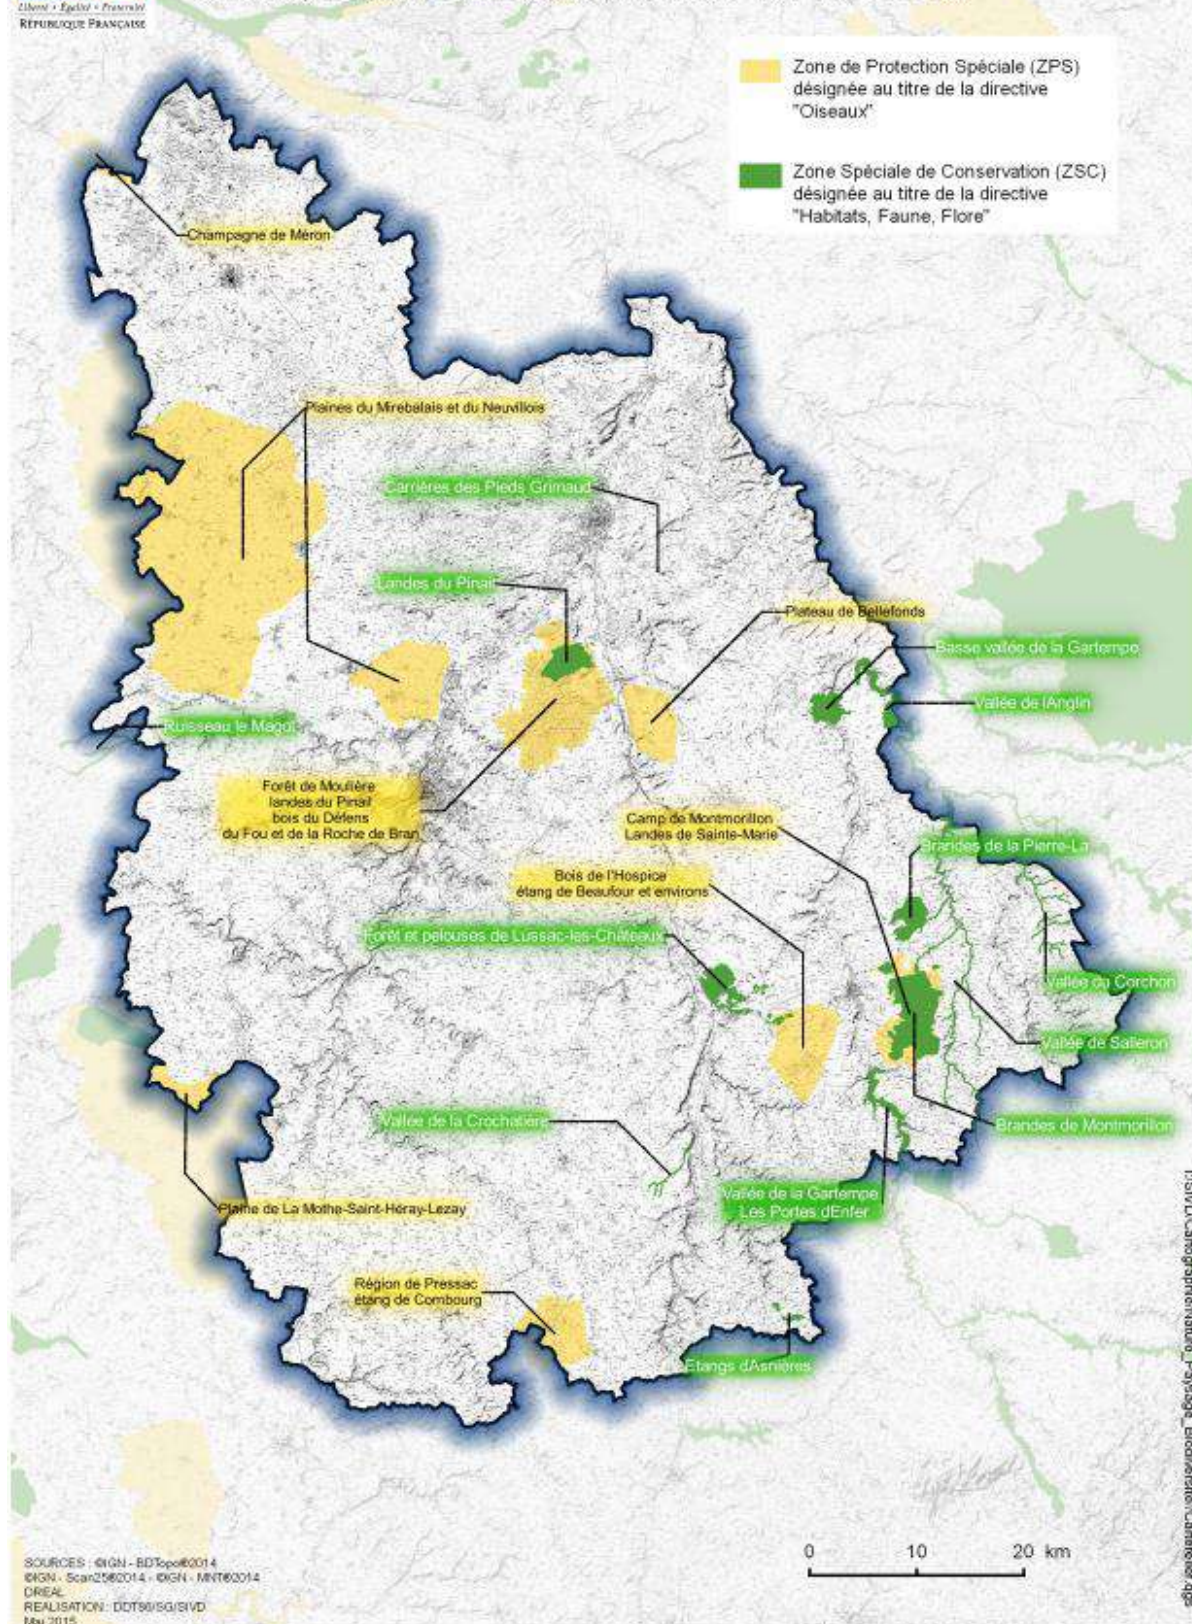 Liberté • Égalité • Fraternité
RÉPUBLIQUE FRANÇAISE
Zone de Protection Spéciale (ZPS)
désignée au titre de la directive
"Oiseaux"
Zone Spéciale de Conservation (ZSC)
désignée au titre de la directive
"Habitats, Faune, Flore"
Champagne de Méron
Plaines du Mirebalais et du Neuvillois
Carrières des Pieds Grimaud
Landes du Pinail
Plateau de Bellefonds
Basse vallée de la Gartempe
Vallée de lAnglin
Ruisseau le Magot
Forêt de Moulière
landes du Pinail
bois du Défens
du Fou et de la Roche de Bran
Camp de Montmorillon
Landes de Sainte-Marie
Brandes de la Pierre-La
Bois de l'Hospice
étang de Beaufour et environs
Forêt et pelouses de Lussac-les-Châteaux
Vallée du Corchon
Vallée de Salleron
Vallée de la Crochatière
Brandes de Montmorillon
Vallée de la Gartempe
Les Portes dEnfer
Plaine de La Mothe-Saint-Héray-Lezay
Région de Pressac
étang de Combourg
Etangs dAsnières
0 10 20 km
SOURCES : ©IGN - BDTopo®2014
©IGN - Scan25®2014 - ©IGN - MNT®2014
DREAL
REALISATION : DDT86/SG/SIVD
Mai 2015